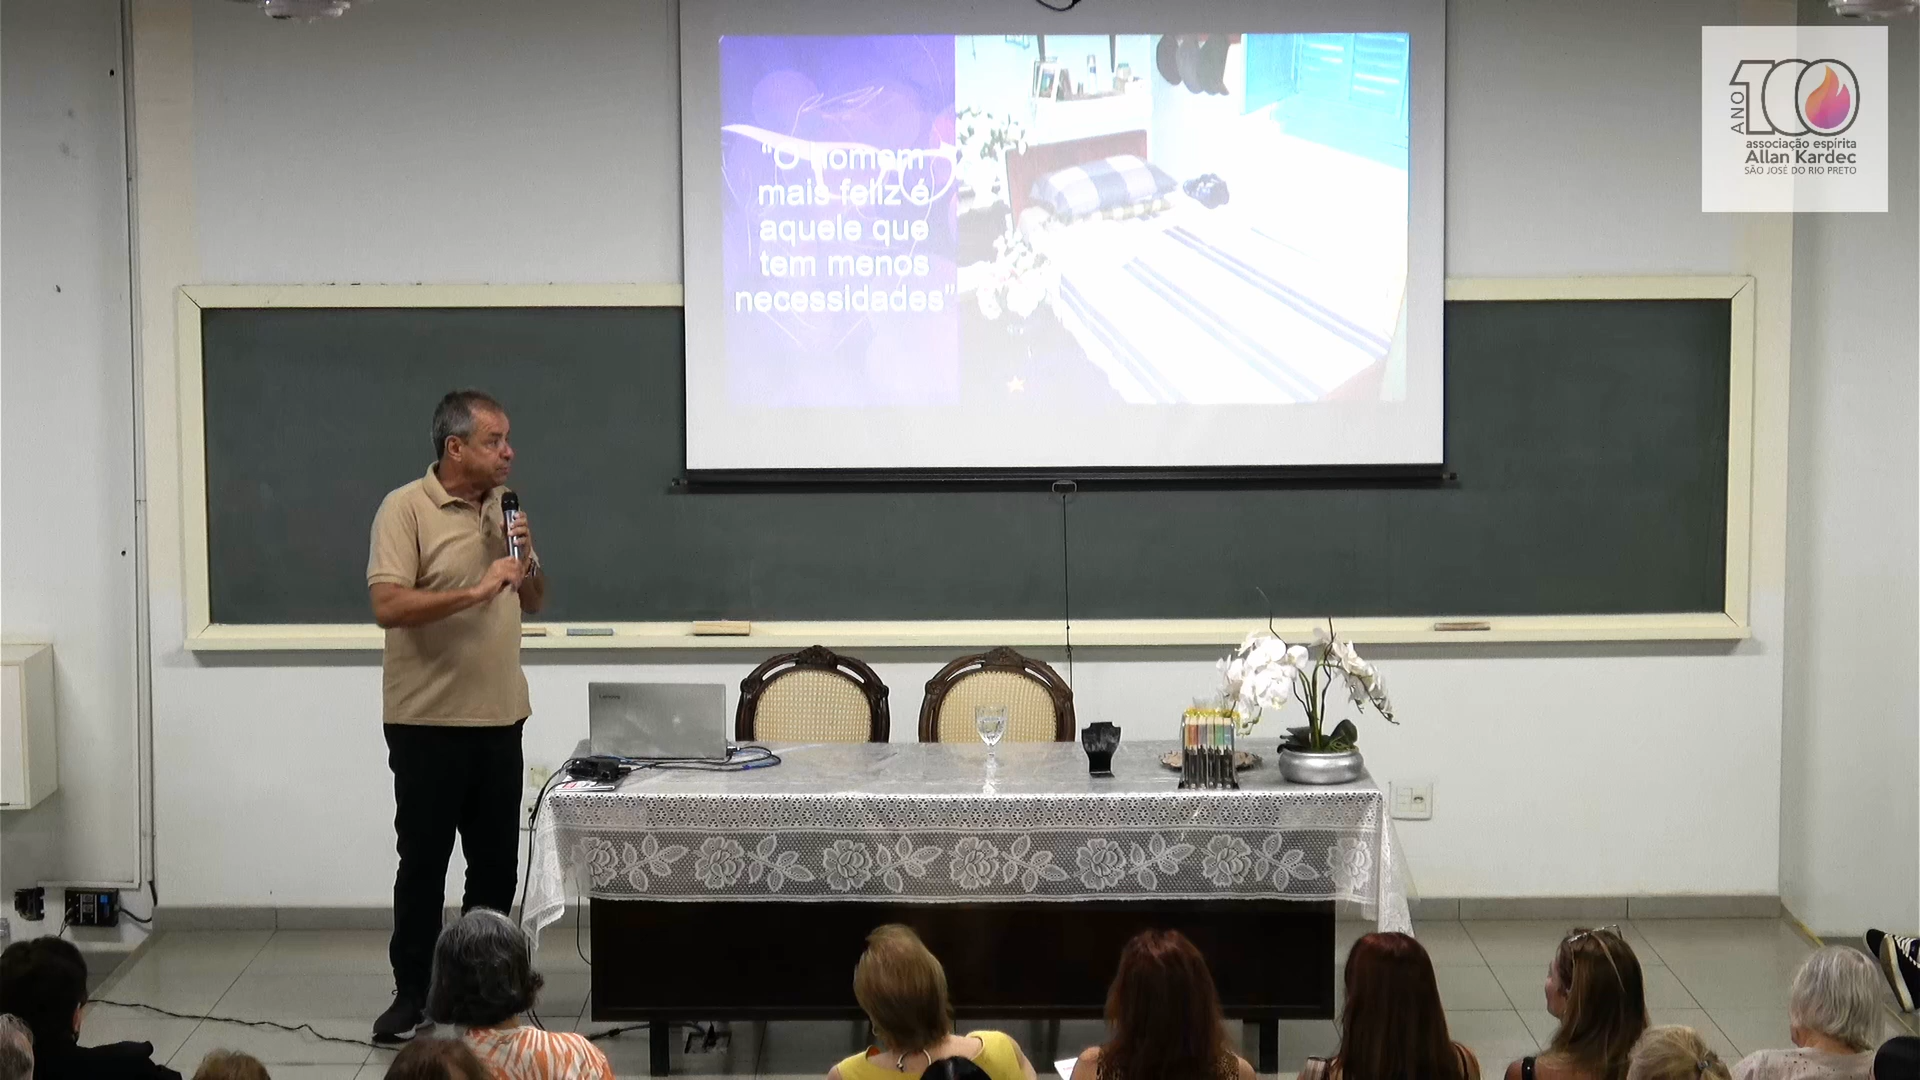 "O homem
mais feliz é
aquele que
tem menos
necessidades"
ANO 100
associação espírita
Allan Kardec
SÃO JOSÉ DO RIO PRETO
Lenovo